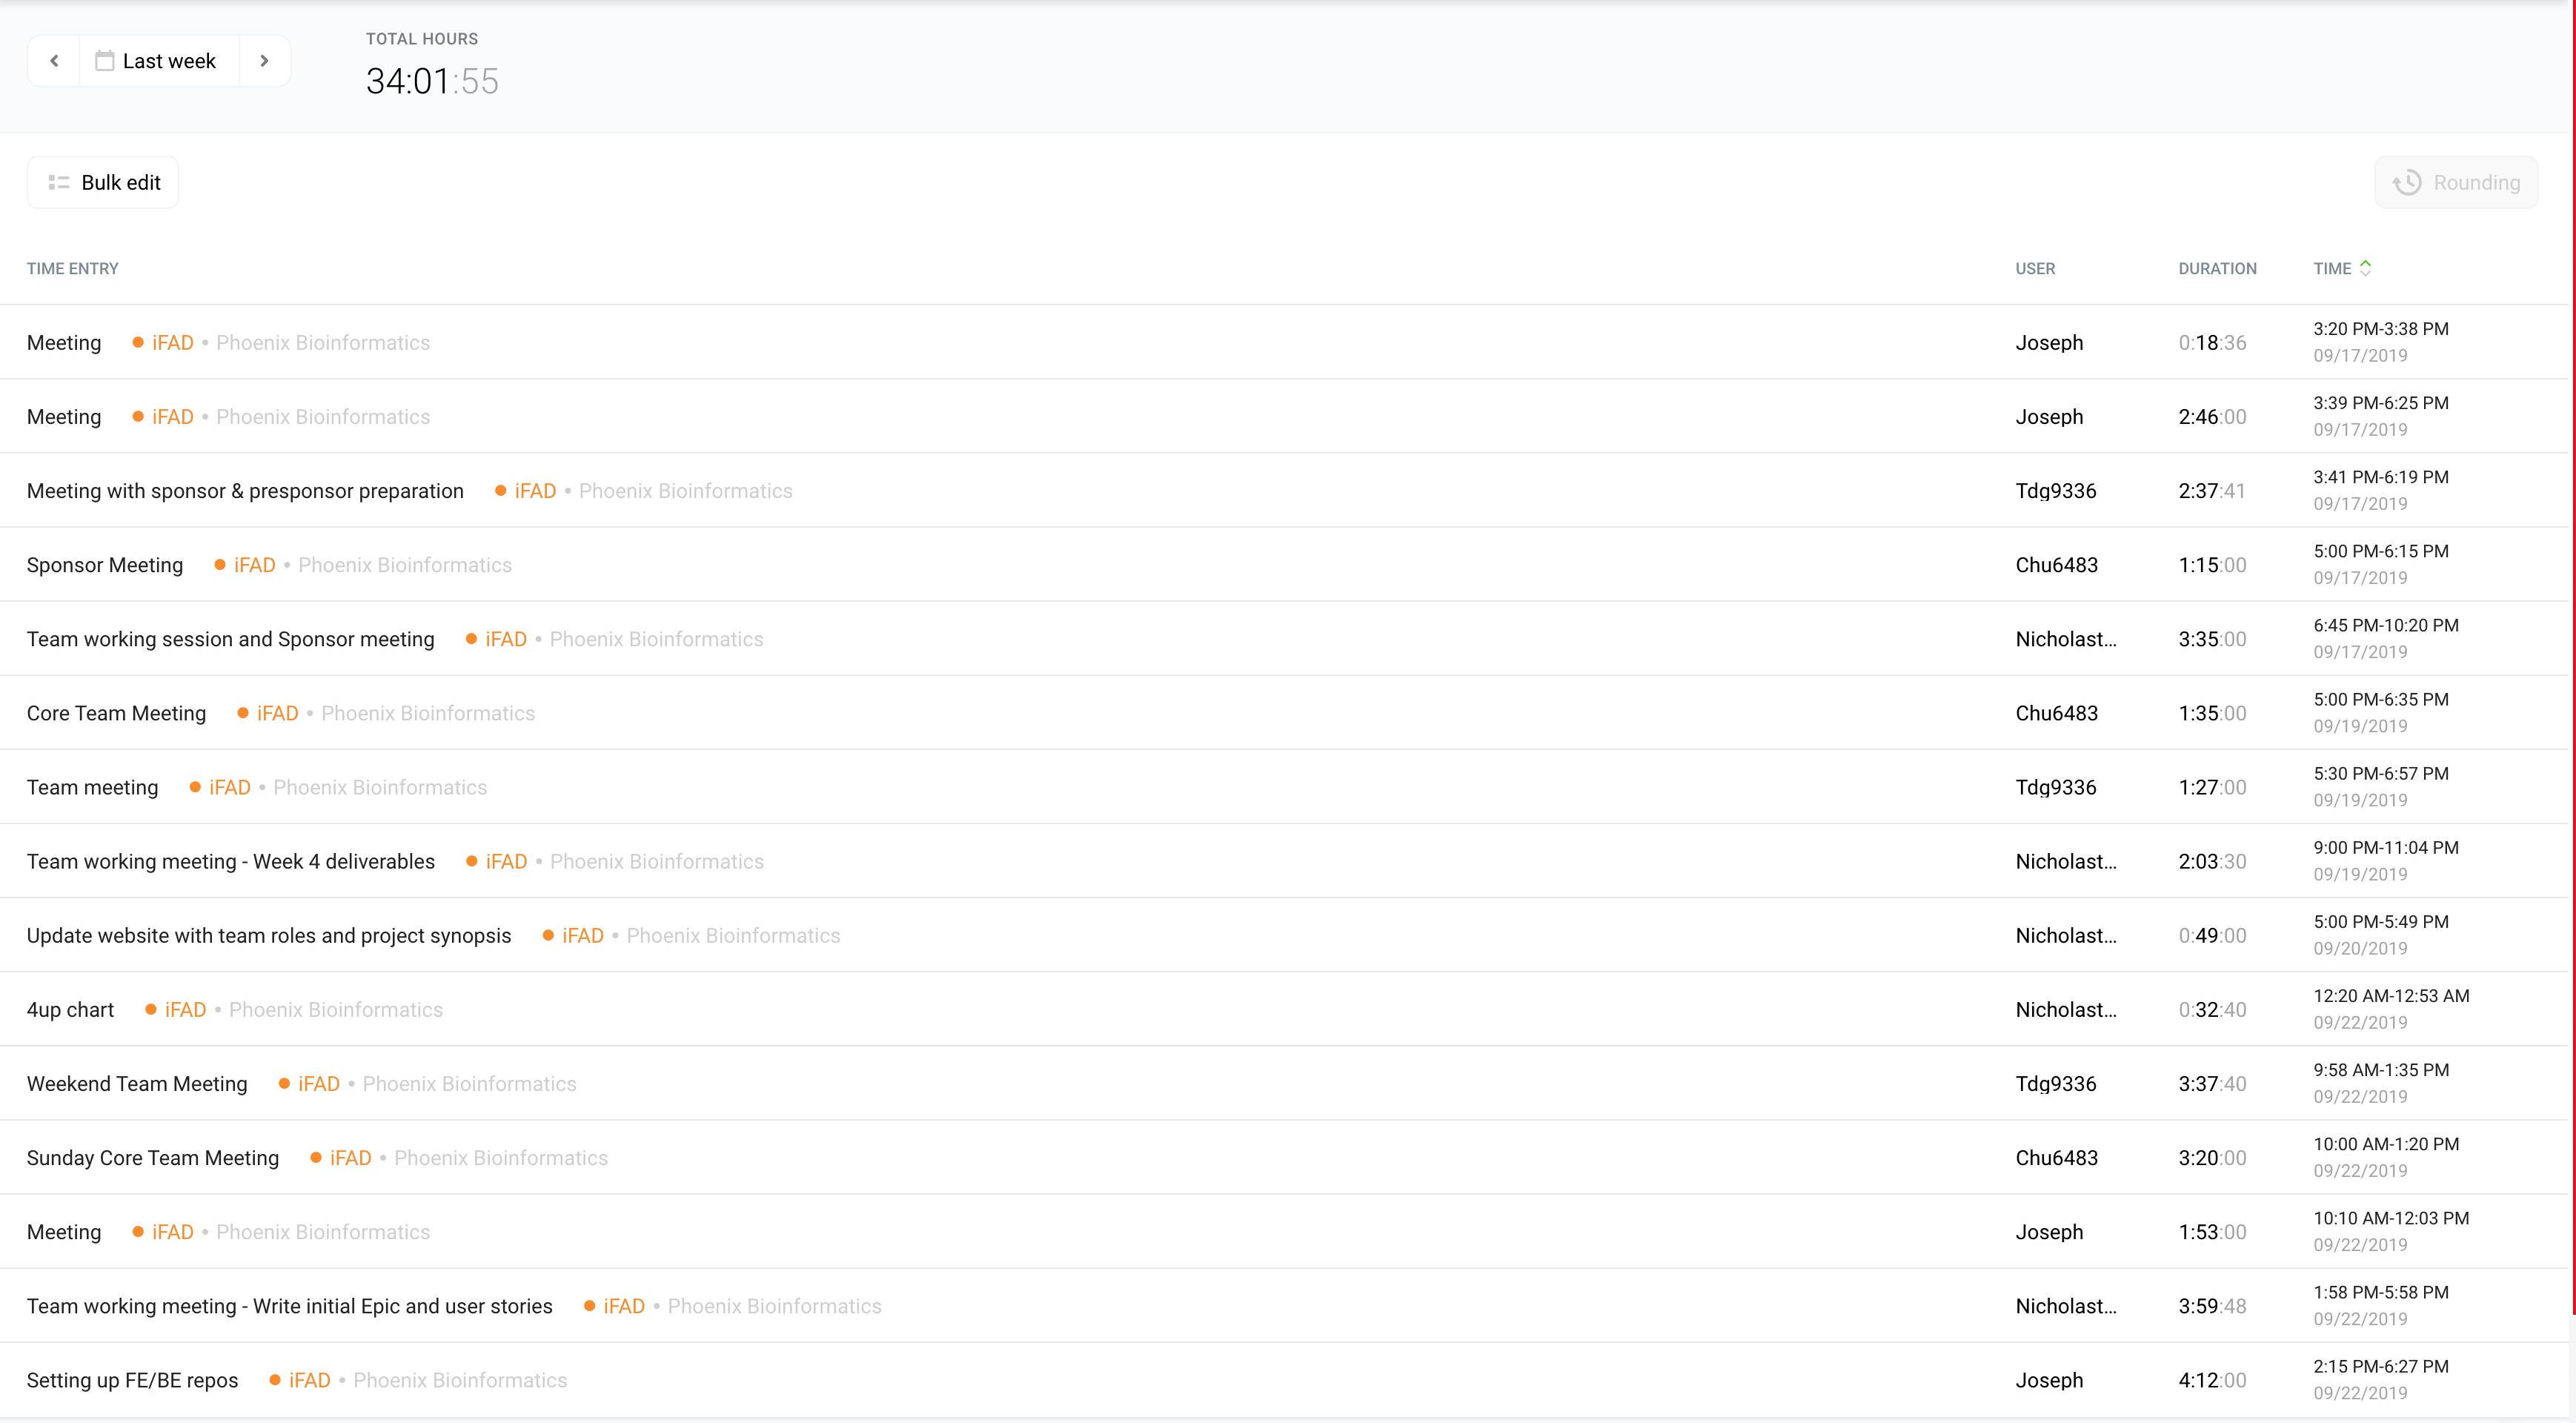 Last week
TOTAL HOURS
34:01:55
Bulk edit
Rounding
TIME ENTRY USER DURATION TIME
Meeting • iFAD • Phoenix Bioinformatics Joseph 0:18:36 3:20 PM-3:38 PM
09/17/2019
Meeting • iFAD • Phoenix Bioinformatics Joseph 2:46:00 3:39 PM-6:25 PM
09/17/2019
Meeting with sponsor & presponsor preparation • iFAD • Phoenix Bioinformatics Tdg9336 2:37:41 3:41 PM-6:19 PM
09/17/2019
Sponsor Meeting • iFAD • Phoenix Bioinformatics Chu6483 1:15:00 5:00 PM-6:15 PM
09/17/2019
Team working session and Sponsor meeting • iFAD • Phoenix Bioinformatics Nicholast... 3:35:00 6:45 PM-10:20 PM
09/17/2019
Core Team Meeting • iFAD • Phoenix Bioinformatics Chu6483 1:35:00 5:00 PM-6:35 PM
09/19/2019
Team meeting • iFAD • Phoenix Bioinformatics Tdg9336 1:27:00 5:30 PM-6:57 PM
09/19/2019
Team working meeting - Week 4 deliverables • iFAD • Phoenix Bioinformatics Nicholast... 2:03:30 9:00 PM-11:04 PM
09/19/2019
Update website with team roles and project synopsis • iFAD • Phoenix Bioinformatics Nicholast... 0:49:00 5:00 PM-5:49 PM
09/20/2019
4up chart • iFAD • Phoenix Bioinformatics Nicholast... 0:32:40 12:20 AM-12:53 AM
09/22/2019
Weekend Team Meeting • iFAD • Phoenix Bioinformatics Tdg9336 3:37:40 9:58 AM-1:35 PM
09/22/2019
Sunday Core Team Meeting • iFAD • Phoenix Bioinformatics Chu6483 3:20:00 10:00 AM-1:20 PM
09/22/2019
Meeting • iFAD • Phoenix Bioinformatics Joseph 1:53:00 10:10 AM-12:03 PM
09/22/2019
Team working meeting - Write initial Epic and user stories • iFAD • Phoenix Bioinformatics Nicholast... 3:59:48 1:58 PM-5:58 PM
09/22/2019
Setting up FE/BE repos • iFAD • Phoenix Bioinformatics Joseph 4:12:00 2:15 PM-6:27 PM
09/22/2019